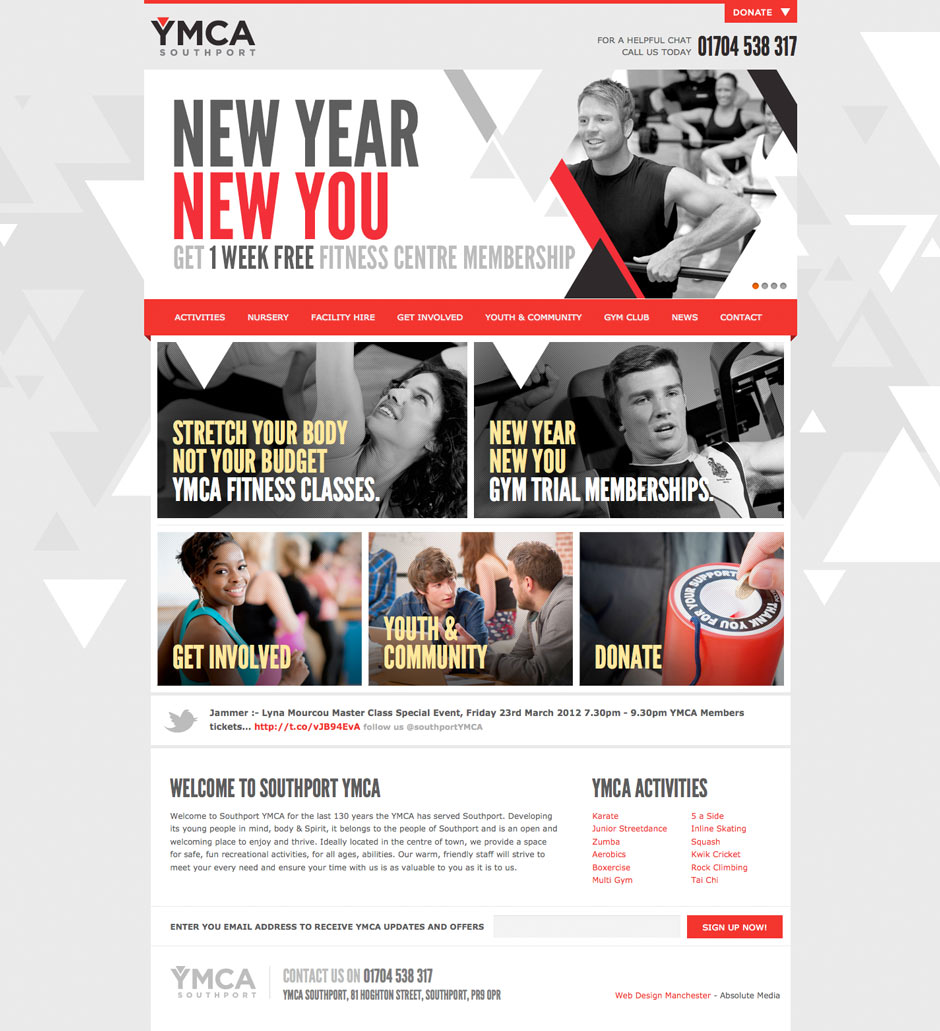 DONATE
YMCA
SOUTHPORT
FOR A HELPFUL CHAT
CALL US TODAY
01704 538 317
NEW YEAR
NEW YOU
GET 1 WEEK FREE FITNESS CENTRE MEMBERSHIP
ACTIVITIES NURSERY FACILITY HIRE GET INVOLVED YOUTH & COMMUNITY GYM CLUB NEWS CONTACT
STRETCH YOUR BODY
NOT YOUR BUDGET
YMCA FITNESS CLASSES.
NEW YEAR
NEW YOU
GYM TRIAL MEMBERSHIPS.
GET INVOLVED
YOUTH &
COMMUNITY
DONATE
THANK YOU FOR YOUR SUPPORT
Jammer :- Lyna Mourcou Master Class Special Event, Friday 23rd March 2012 7.30pm - 9.30pm YMCA Members
tickets... http://t.co/vJB94EvA follow us @southportYMCA
WELCOME TO SOUTHPORT YMCA
Welcome to Southport YMCA for the last 130 years the YMCA has served Southport. Developing
its young people in mind, body & Spirit, it belongs to the people of Southport and is an open and
welcoming place to enjoy and thrive. Ideally located in the centre of town, we provide a space
for safe, fun recreational activities, for all ages, abilities. Our warm, friendly staff will strive to
meet your every need and ensure your time with us is as valuable to you as it is to us.
YMCA ACTIVITIES
Karate
Junior Streetdance
Zumba
Aerobics
Boxercise
Multi Gym
5 a Side
Inline Skating
Squash
Kwik Cricket
Rock Climbing
Tai Chi
ENTER YOU EMAIL ADDRESS TO RECEIVE YMCA UPDATES AND OFFERS
SIGN UP NOW!
YMCA
SOUTHPORT
CONTACT US ON 01704 538 317
YMCA SOUTHPORT, 81 HOGHTON STREET, SOUTHPORT, PR9 0PR
Web Design Manchester - Absolute Media